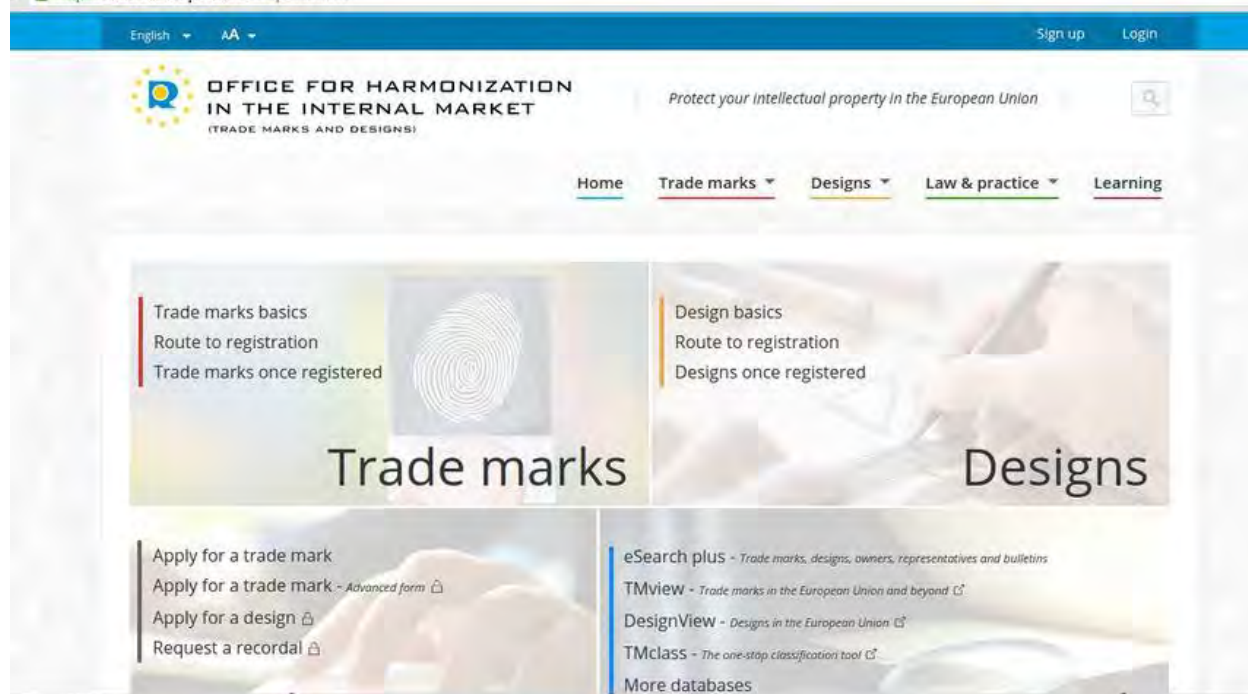 English AA Sign up Login
OFFICE FOR HARMONIZATION
IN THE INTERNAL MARKET
(TRADE MARKS AND DESIGNS)
Protect your intellectual property in the European Union
Home Trade marks Designs Law & practice Learning
Trade marks basics
Route to registration
Trade marks once registered
Trade marks
Design basics
Route to registration
Designs once registered
Designs
Apply for a trade mark
Apply for a trade mark - Advanced form
Apply for a design
Request a recordal
eSearch plus - Trade marks, designs, owners, representatives and bulletins
TMview - Trade marks in the European Union and beyond
DesignView - Designs in the European Union
TMclass - The one-stop classification tool
More databases